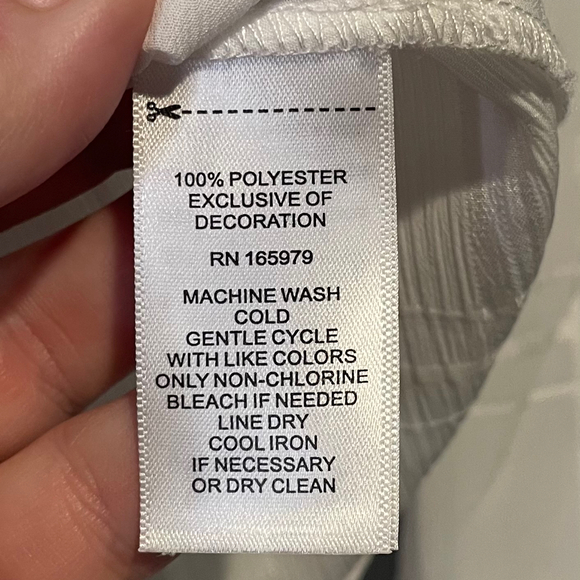 100% POLYESTER
EXCLUSIVE OF
DECORATION
RN 165979
MACHINE WASH
COLD
GENTLE CYCLE
WITH LIKE COLORS
ONLY NON-CHLORINE
BLEACH IF NEEDED
LINE DRY
COOL IRON
IF NECESSARY
OR DRY CLEAN